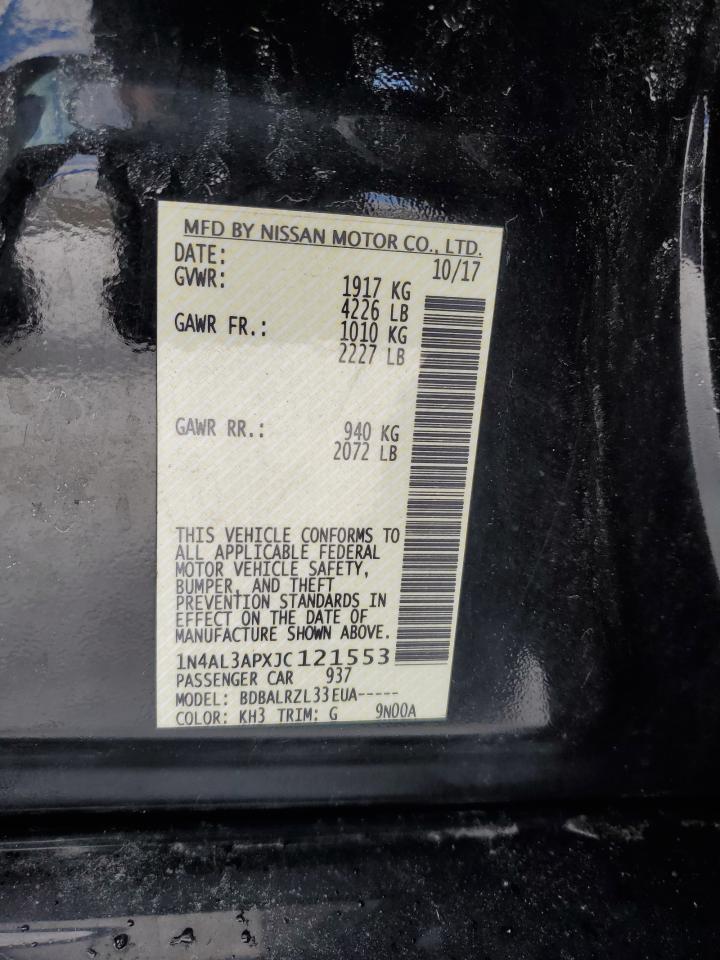 MFD BY NISSAN MOTOR CO., LTD.
DATE: 10/17
GVWR: 1917 KG
4226 LB
GAWR FR.: 1010 KG
2227 LB
GAWR RR.: 940 KG
2072 LB
THIS VEHICLE CONFORMS TO
ALL APPLICABLE FEDERAL
MOTOR VEHICLE SAFETY,
BUMPER, AND THEFT
PREVENTION STANDARDS IN
EFFECT ON THE DATE OF
MANUFACTURE SHOWN ABOVE.
1N4AL3APXJC121553
PASSENGER CAR 937
MODEL: BDBALRZL33EUA-----
COLOR: KH3 TRIM: G 9N00A